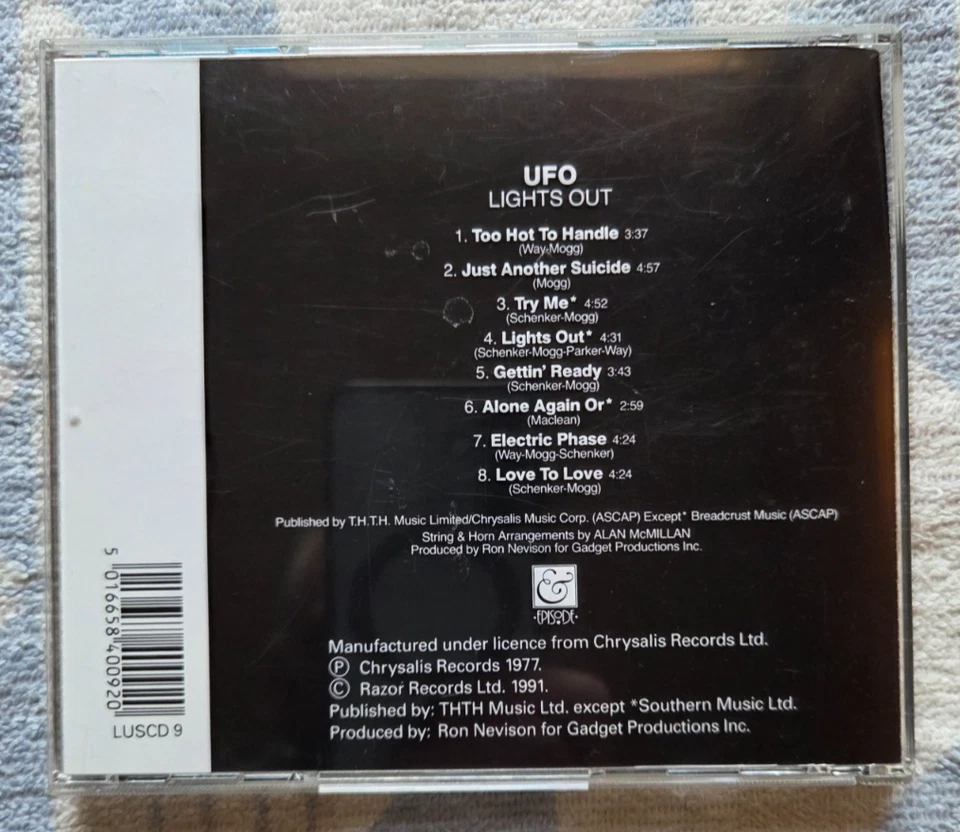 UFO
LIGHTS OUT
1. Too Hot To Handle 3:37
(Way-Mogg)
2. Just Another Suicide 4:57
(Mogg)
3. Try Me* 4:52
(Schenker-Mogg)
4. Lights Out* 4:31
(Schenker-Mogg-Parker-Way)
5. Gettin' Ready 3:43
(Schenker-Mogg)
6. Alone Again Or* 2:59
(Maclean)
7. Electric Phase 4:24
(Way-Mogg-Schenker)
8. Love To Love 4:24
(Schenker-Mogg)
Published by T.H.T.H. Music Limited/Chrysalis Music Corp. (ASCAP) Except* Breadcrust Music (ASCAP)
String & Horn Arrangements by ALAN McMILLAN
Produced by Ron Nevison for Gadget Productions Inc.
&
·EPISODE·
Manufactured under licence from Chrysalis Records Ltd.
Ⓟ Chrysalis Records 1977.
© Razor Records Ltd. 1991.
Published by: THTH Music Ltd. except *Southern Music Ltd.
Produced by: Ron Nevison for Gadget Productions Inc.
5 016658 400920
LUSCD 9